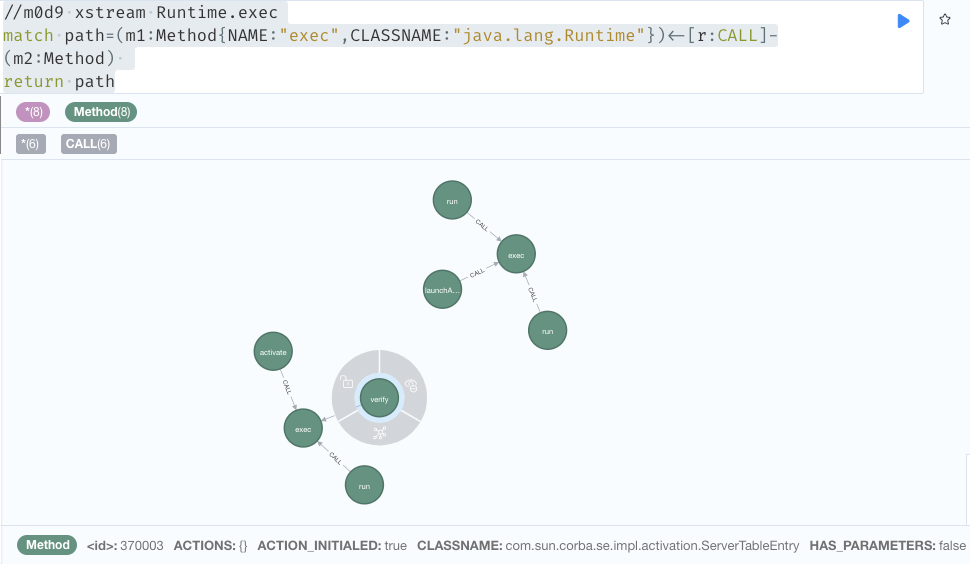 //m0d9 xstream Runtime.exec
match path=(m1:Method{NAME:"exec",CLASSNAME:"java.lang.Runtime"})<-[r:CALL]-
(m2:Method)
return path
*(8) Method(8)
*(6) CALL(6)
run
CALL
exec
CALL
launchA...
CALL
run
activate
CALL
verify
exec
CALL
run
Method <id>: 370003 ACTIONS: {} ACTION_INITIALED: true CLASSNAME: com.sun.corba.se.impl.activation.ServerTableEntry HAS_PARAMETERS: false